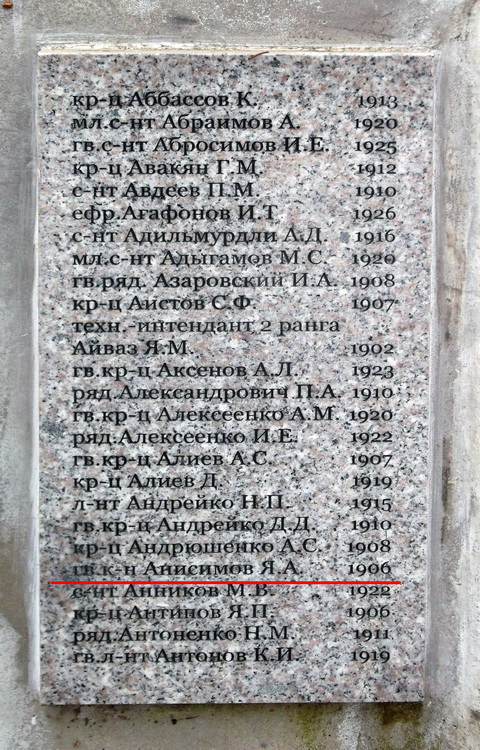 кр-ц Аббассов К. 1913
мл.с-нт Абраимов А. 1920
гв.с-нт Абросимов И.Е. 1925
кр-ц Авакян Г.М. 1912
с-нт Авдеев П.М. 1910
ефр.Агафонов И.Т 1926
с-нт Адильмурдли А.Д. 1916
мл.с-нт Адыгамов М.С. 1920
гв.ряд. Азаровский И.А. 1908
кр-ц Аистов С.Ф. 1907
техн.-интендант 2 ранга
Айваз Я.М. 1902
гв.кр-ц Аксенов А.Л. 1923
ряд.Александрович П.А. 1910
гв.кр-ц Алексеенко А.М. 1920
ряд.Алексеенко И.Е. 1922
гв.кр-ц Алиев А.С. 1907
кр-ц Алиев Д. 1919
л-нт Андрейко Н.П. 1915
гв.кр-ц Андрейко Д.Д. 1910
кр-ц Андрюшенко А.С. 1908
гв.к-н Анисимов Я.А. 1906
с-нт Анников М.В. 1922
кр-ц Антипов Я.П. 1906
ряд.Антоненко Н.М. 1911
гв.л-нт Антонов К.И. 1919